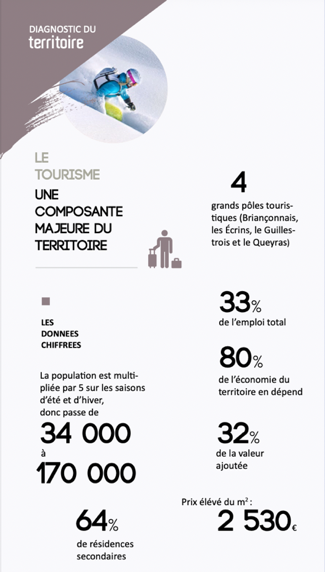 DIAGNOSTIC DU
territoire
LE
TOURISME
UNE
COMPOSANTE
MAJEURE DU
TERRITOIRE
4
grands pôles touris-
tiques (Briançonnais,
les Écrins, le Guilles-
trois et le Queyras)
LES
DONNEES
CHIFFREES
La population est multi-
pliée par 5 sur les saisons
d'été et d'hiver,
donc passe de
34 000
à
170 000
64%
de résidences
secondaires
33%
de l'emploi total
80%
de l'économie du
territoire en dépend
32%
de la valeur
ajoutée
Prix élévé du m² :
2 530€